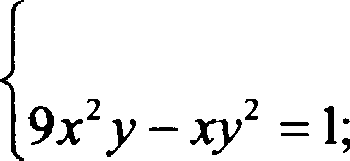 9x²y − xy² = 1;